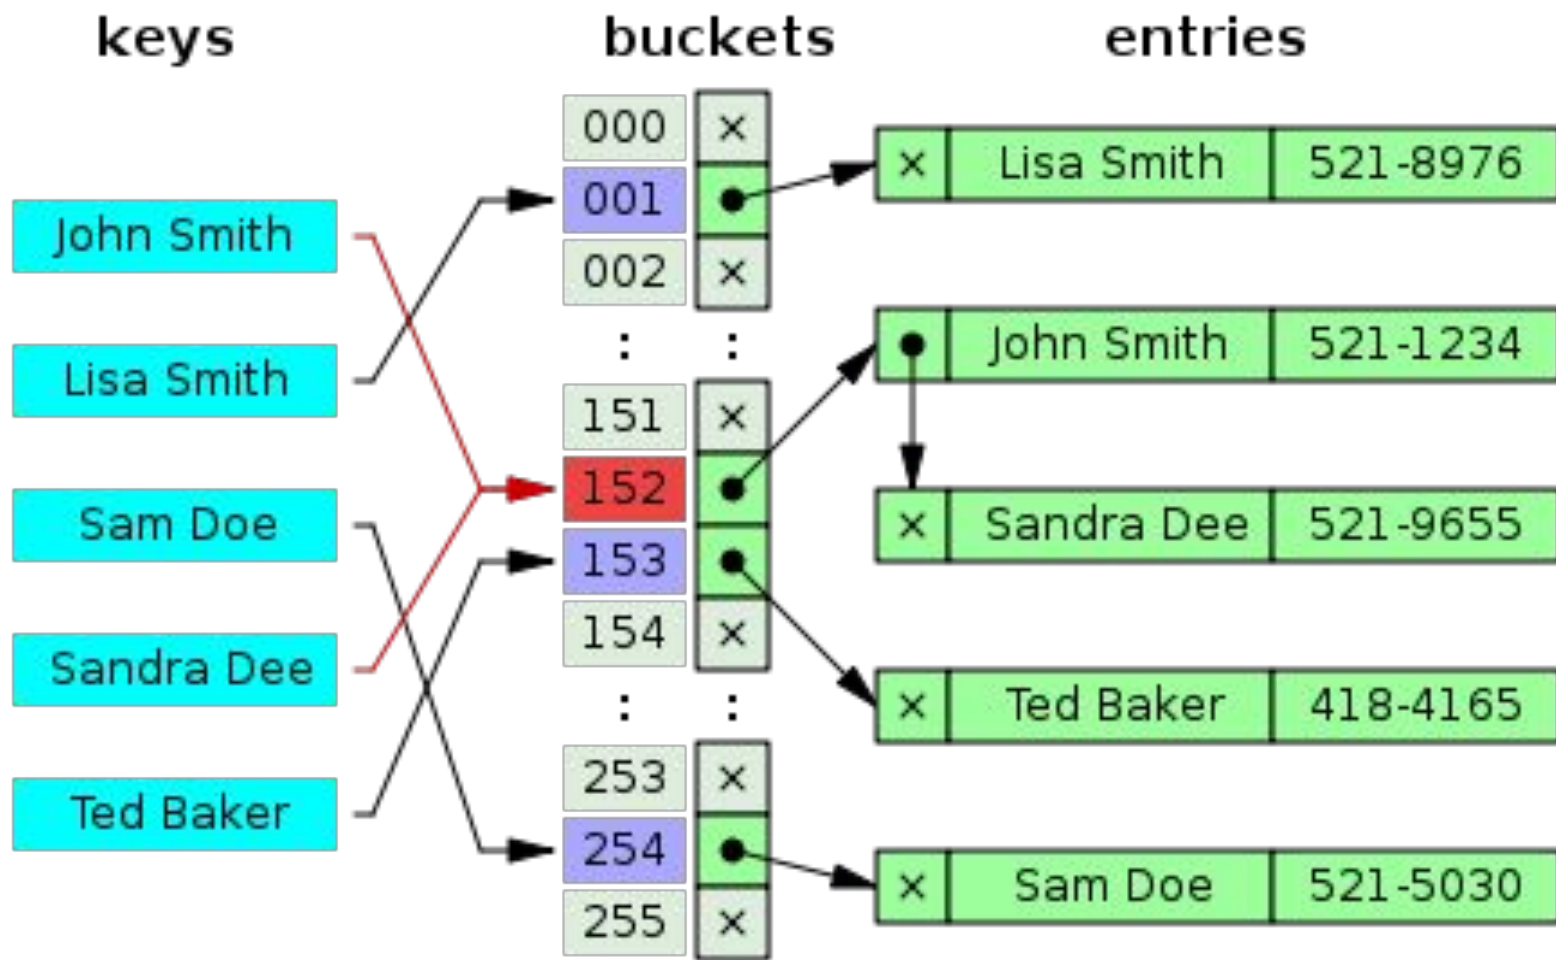 keys buckets entries
000 ×
× Lisa Smith 521-8976
001
John Smith
002 ×
: :
× John Smith 521-1234
Lisa Smith
151 ×
152
Sam Doe
× Sandra Dee 521-9655
153
154 ×
Sandra Dee
: :
× Ted Baker 418-4165
253 ×
Ted Baker
254
× Sam Doe 521-5030
255 ×